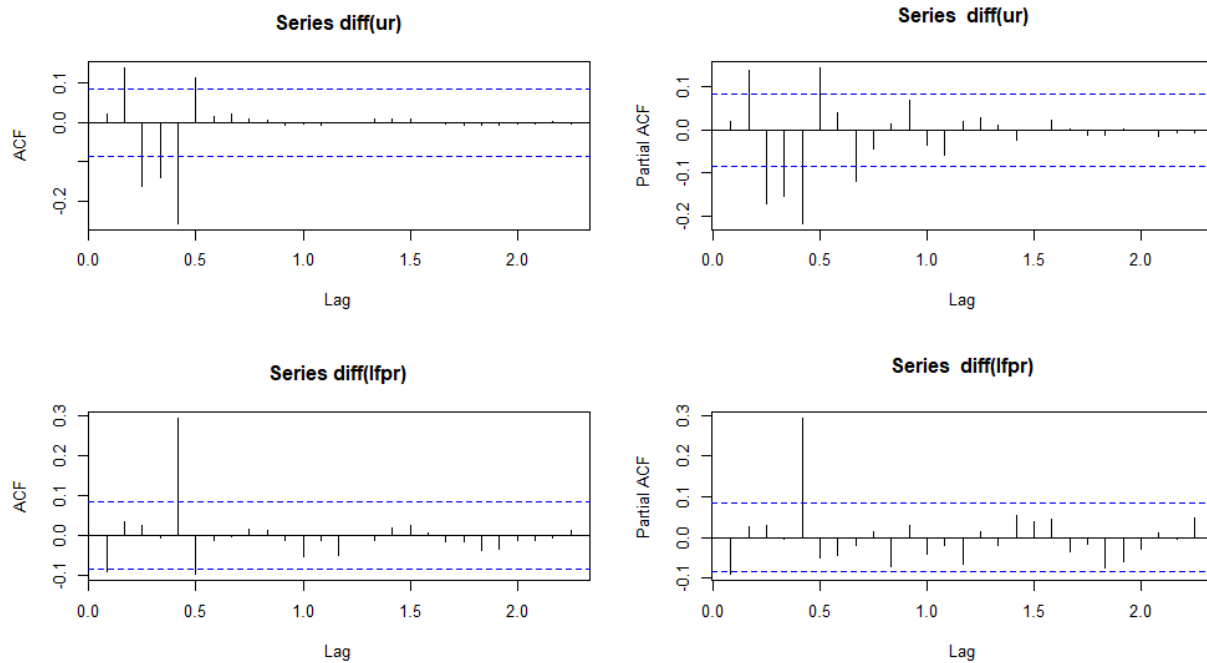 Series diff(ur)
ACF
0.1
0.0
-0.2
0.0 0.5 1.0 1.5 2.0
Lag
Series  diff(ur)
Partial ACF
0.1
0.0
-0.1
-0.2
0.0 0.5 1.0 1.5 2.0
Lag
Series diff(lfpr)
ACF
0.3
0.2
0.1
0.0
-0.1
0.0 0.5 1.0 1.5 2.0
Lag
Series  diff(lfpr)
Partial ACF
0.3
0.2
0.1
0.0
-0.1
0.0 0.5 1.0 1.5 2.0
Lag